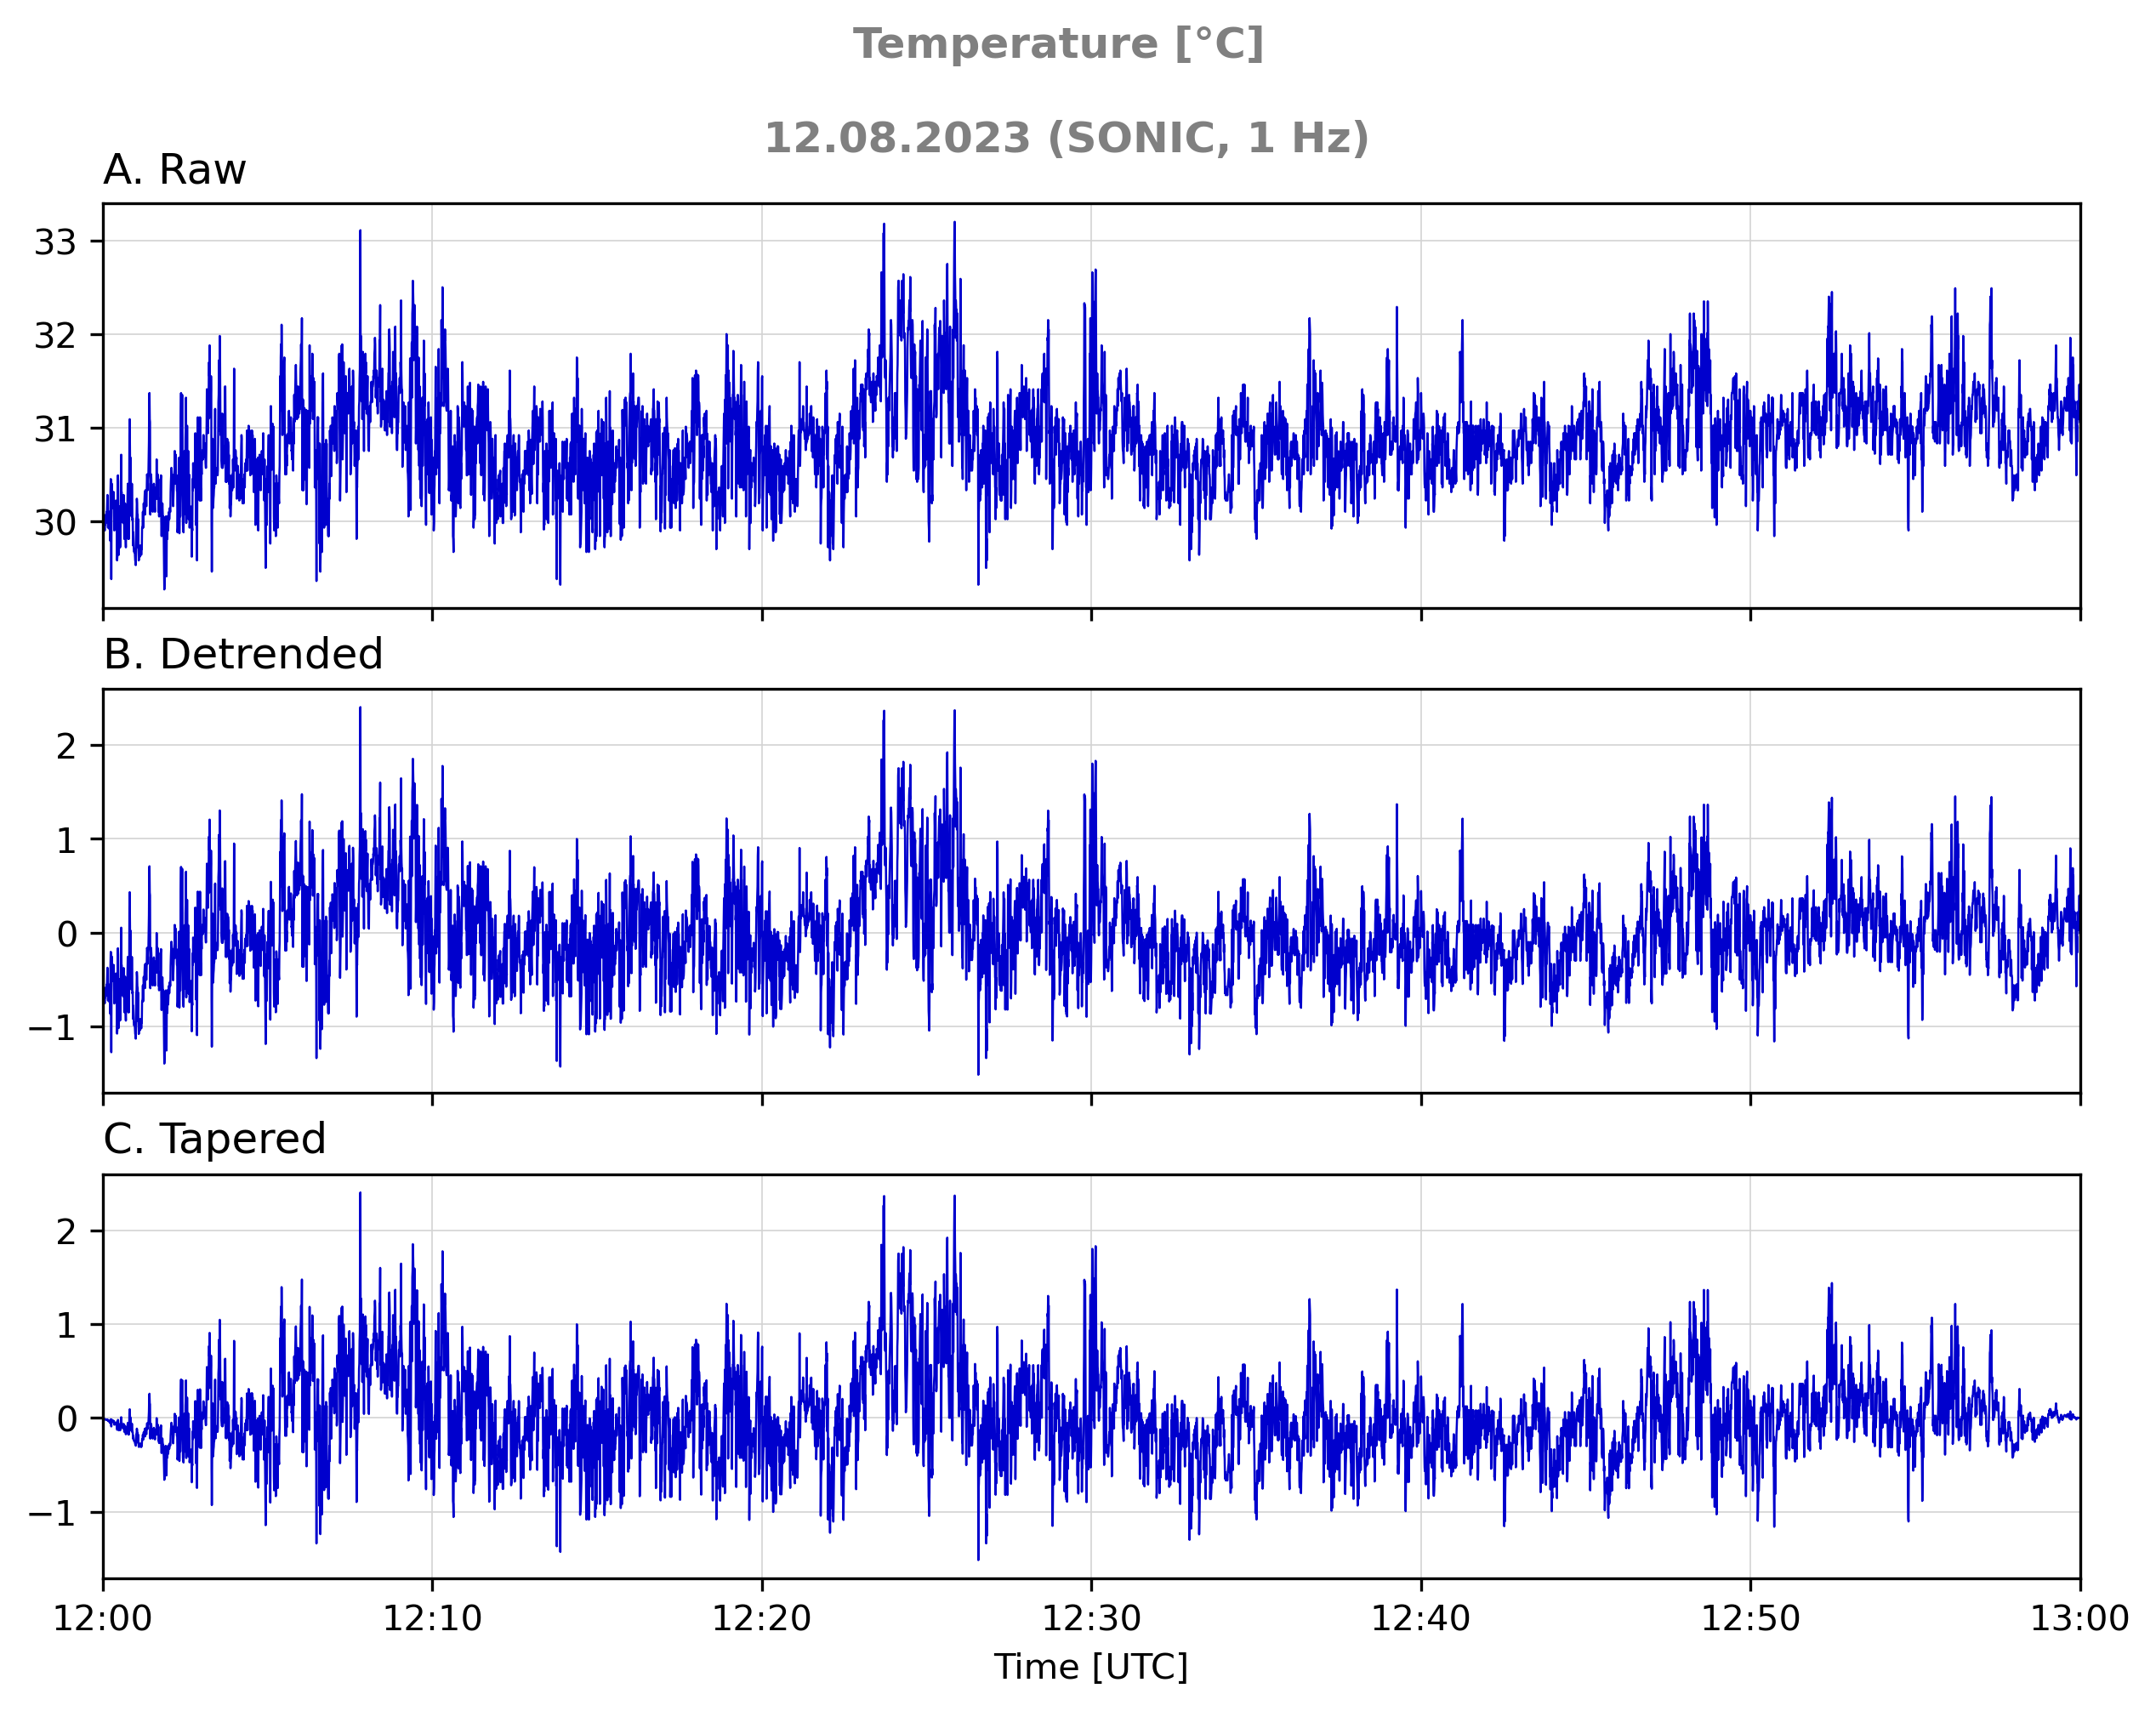 Temperature [°C]
12.08.2023 (SONIC, 1 Hz)
A. Raw
33
32
31
30
B. Detrended
2
1
0
−1
C. Tapered
2
1
0
−1
12:00 12:10 12:20 12:30 12:40 12:50 13:00
Time [UTC]